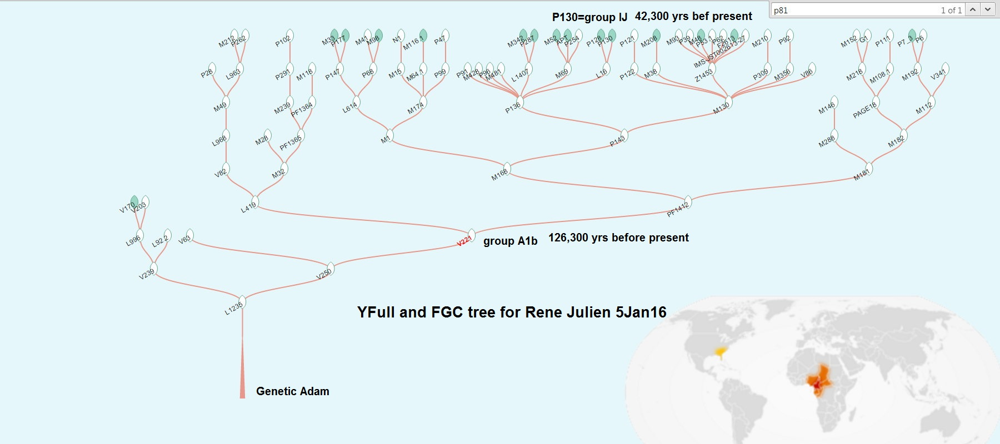 p81 1 of 1
P130=group IJ 42,300 yrs bef present
M212 P262 P102 M33 P177 M41 M98 N1 M116.1 P47 M342 P287 M52 APT P254 P128 P130 P121 M208 M93 P39 M48 P53.1 P62 F2613 IMS-JST002613-27 M210 P92 M152 G1 P111 P7_3 P6
P28 L963 P291 M118 P147 P68 M15 M64.1 P99 P91 M428 P96 M481 L1407 M69 L16 P122 M38 Z1453 P309 M356 V86 M218 M108.1 M192 V341
M49 M239 PF1364 L614 M174 P136 M130 M146 PAGE18 M112
L968 M28 PF1365 M1 P143 M288 M182
V82 M32 M168 M181
V170 V203 L419 PF1412
L996 L92.2 V63 V221 group A1b 126,300 yrs before present
V239 V250
L1235
YFull and FGC tree for Rene Julien 5Jan16
Genetic Adam